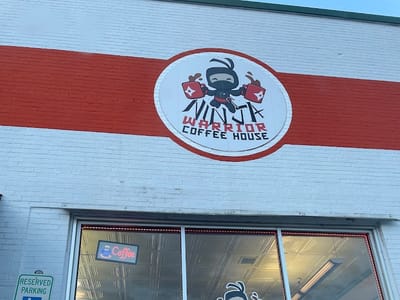 NINJA
WARRIOR
COFFEE HOUSE
Coffee
RESERVED
PARKING